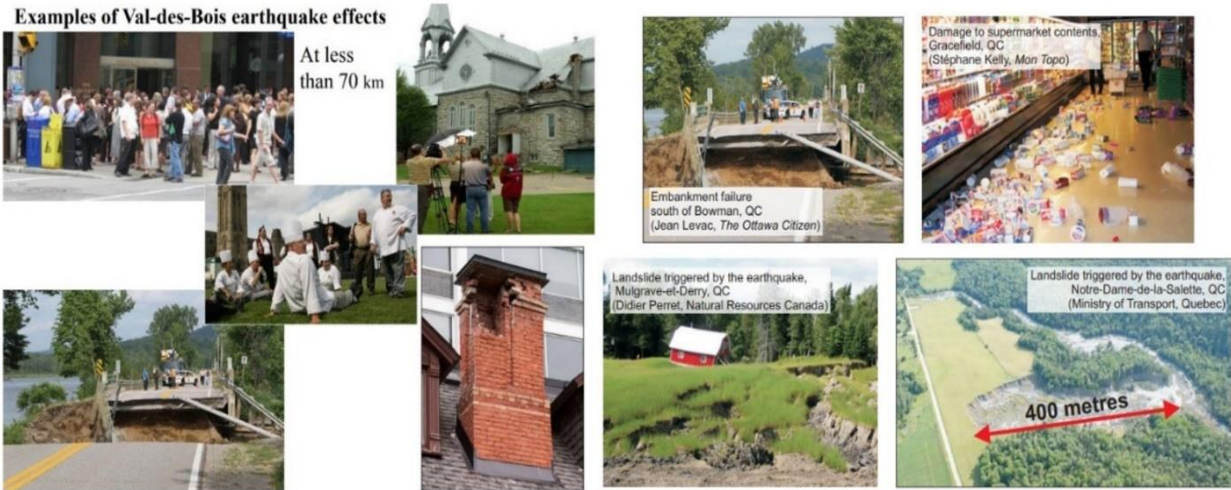 Examples of Val-des-Bois earthquake effects
At less
than 70 km
Embankment failure
south of Bowman, QC
(Jean Levac, The Ottawa Citizen)
Damage to supermarket contents,
Gracefield, QC
(Stéphane Kelly, Mon Topo)
Landslide triggered by the earthquake,
Mulgrave-et-Derry, QC
(Didier Perret, Natural Resources Canada)
Landslide triggered by the earthquake,
Notre-Dame-de-la-Salette, QC
(Ministry of Transport, Quebec)
400 metres